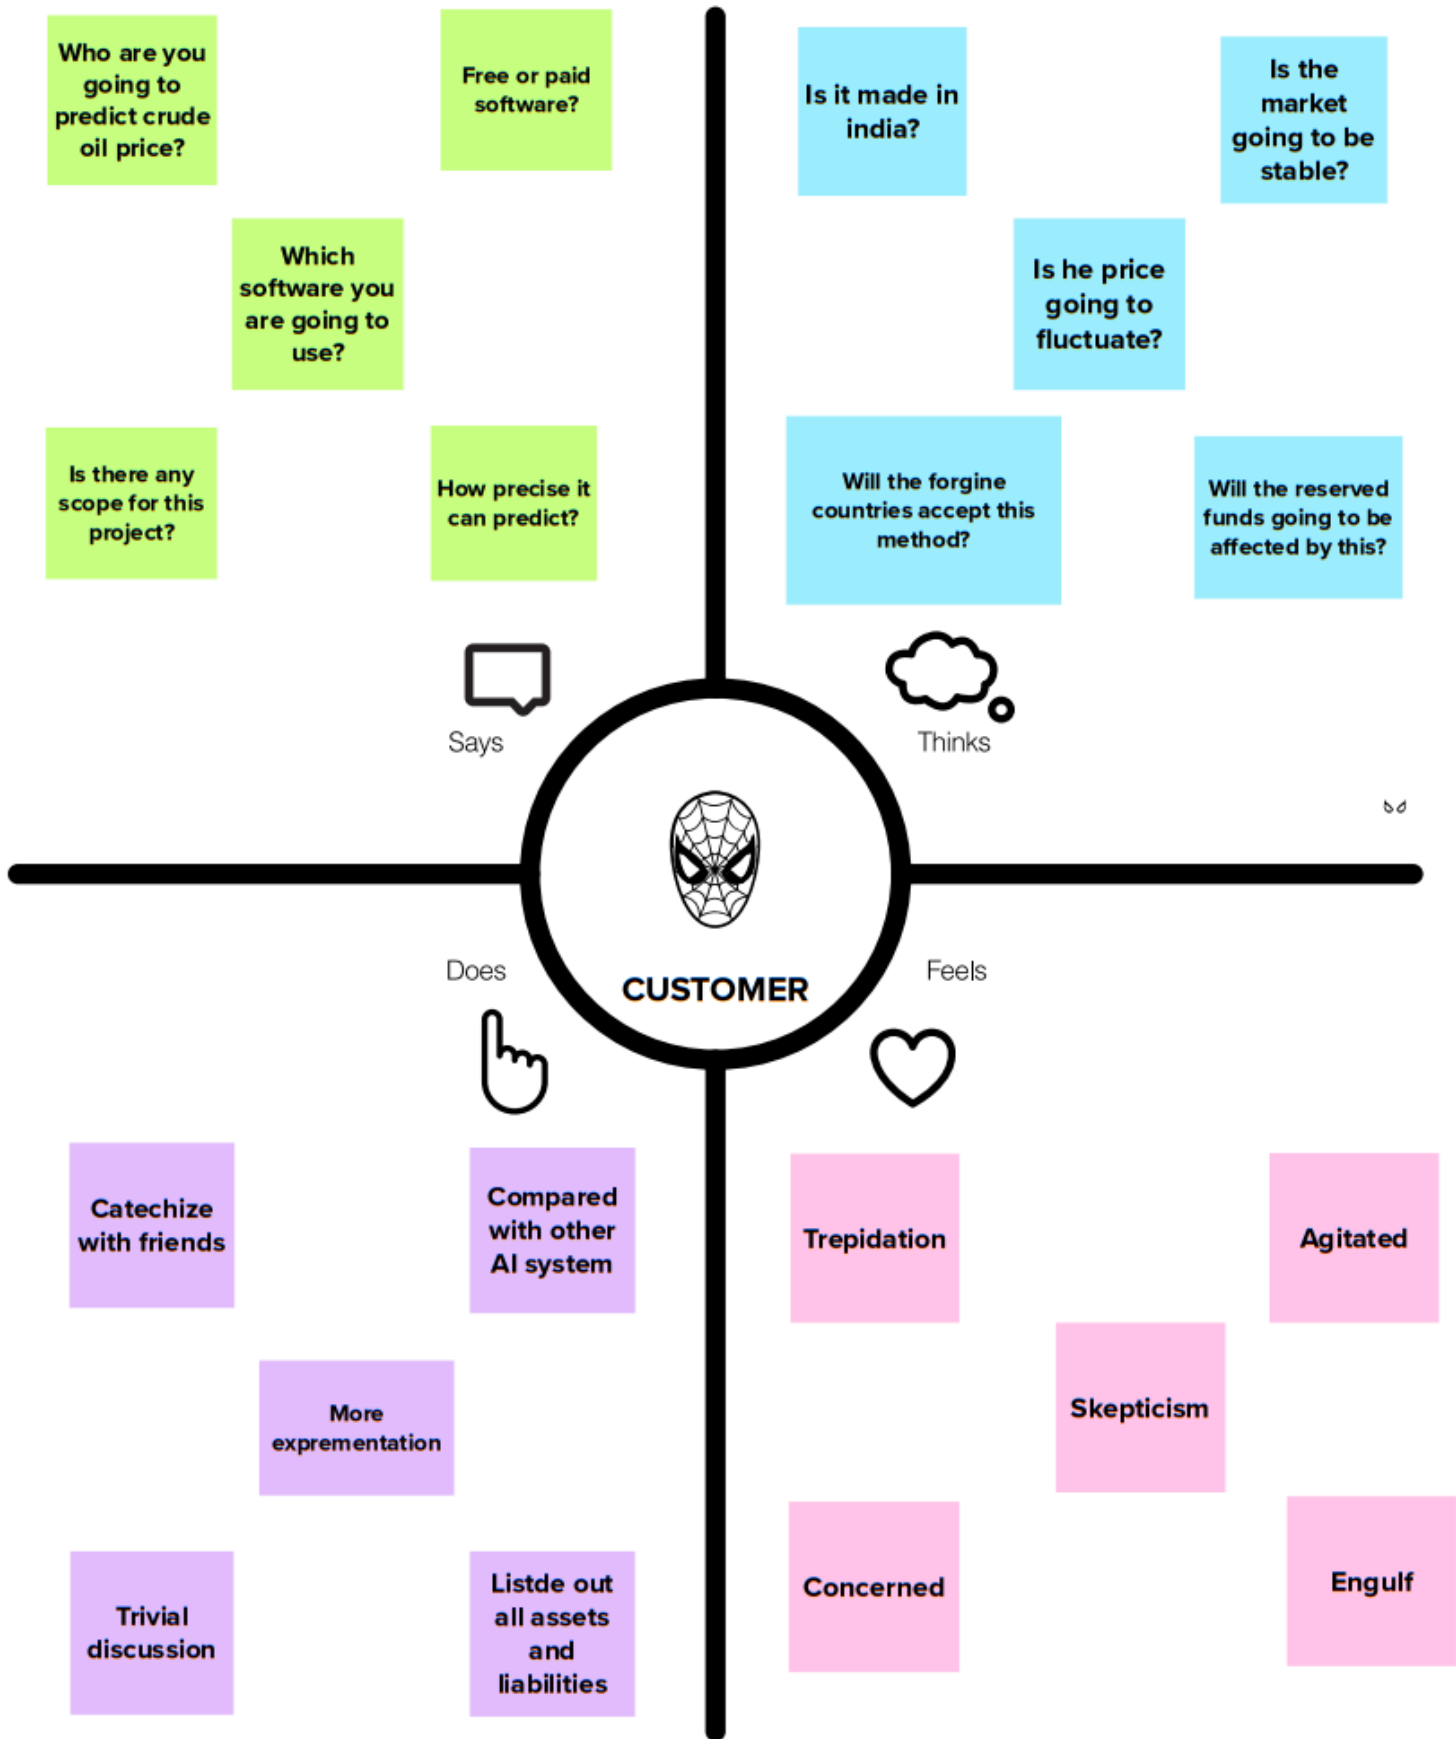 Who are you
going to
predict crude
oil price?
Free or paid
software?
Which
software you
are going to
use?
Is there any
scope for this
project?
How precise it
can predict?
Says
Is it made in
india?
Is the
market
going to be
stable?
Is he price
going to
fluctuate?
Will the forgine
countries accept this
method?
Will the reserved
funds going to be
affected by this?
Thinks
CUSTOMER
Does
Catechize
with friends
Compared
with other
AI system
More
exprementation
Trivial
discussion
Listde out
all assets
and
liabilities
Feels
Trepidation
Agitated
Skepticism
Concerned
Engulf